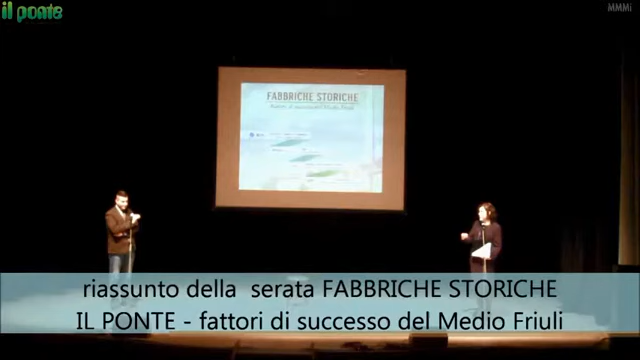 il ponte
MMMi
FABBRICHE STORICHE
riassunto della serata FABBRICHE STORICHE
IL PONTE - fattori di successo del Medio Friuli